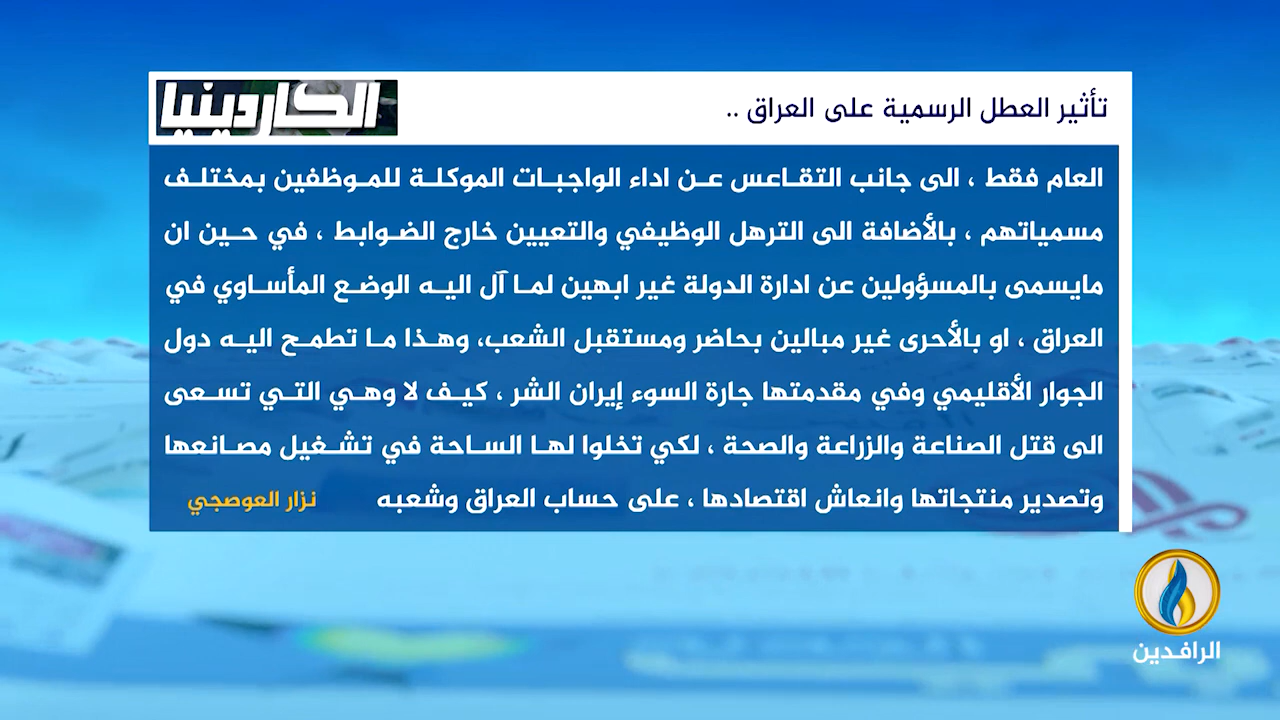 الكاردينيا
تأثير العطل الرسمية على العراق ..
العام فقط ، الى جانب التقاعس عن اداء الواجبات الموكلة للموظفين بمختلف
مسمياتهم ، بالأضافة الى الترهل الوظيفي والتعيين خارج الضوابط ، في حين ان
مايسمى بالمسؤولين عن ادارة الدولة غير ابهين لما آل اليه الوضع المأساوي في
العراق ، او بالأحرى غير مبالين بحاضر ومستقبل الشعب، وهذا ما تطمح اليه دول
الجوار الأقليمي وفي مقدمتها جارة السوء إيران الشر ، كيف لا وهي التي تسعى
الى قتل الصناعة والزراعة والصحة ، لكي تخلوا لها الساحة في تشغيل مصانعها
وتصدير منتجاتها وانعاش اقتصادها ، على حساب العراق وشعبه
نزار العوصجي
الرافدين